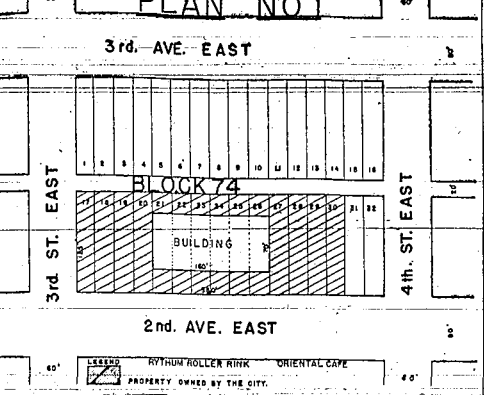 PLAN NO
3rd. AVE. EAST
1 2 3 4 5 6 7 8 9 10 11 12 13 14 15 16
BLOCK 74
17 18 19 20 21 22 23 24 25 26 27 28 29 30 31 32
BUILDING
160'
3rd ST. EAST
4th. ST. EAST
2nd. AVE. EAST
LEGEND
RYTHUM ROLLER RINK ORIENTAL CAFE
PROPERTY OWNED BY THE CITY.
60'
60'